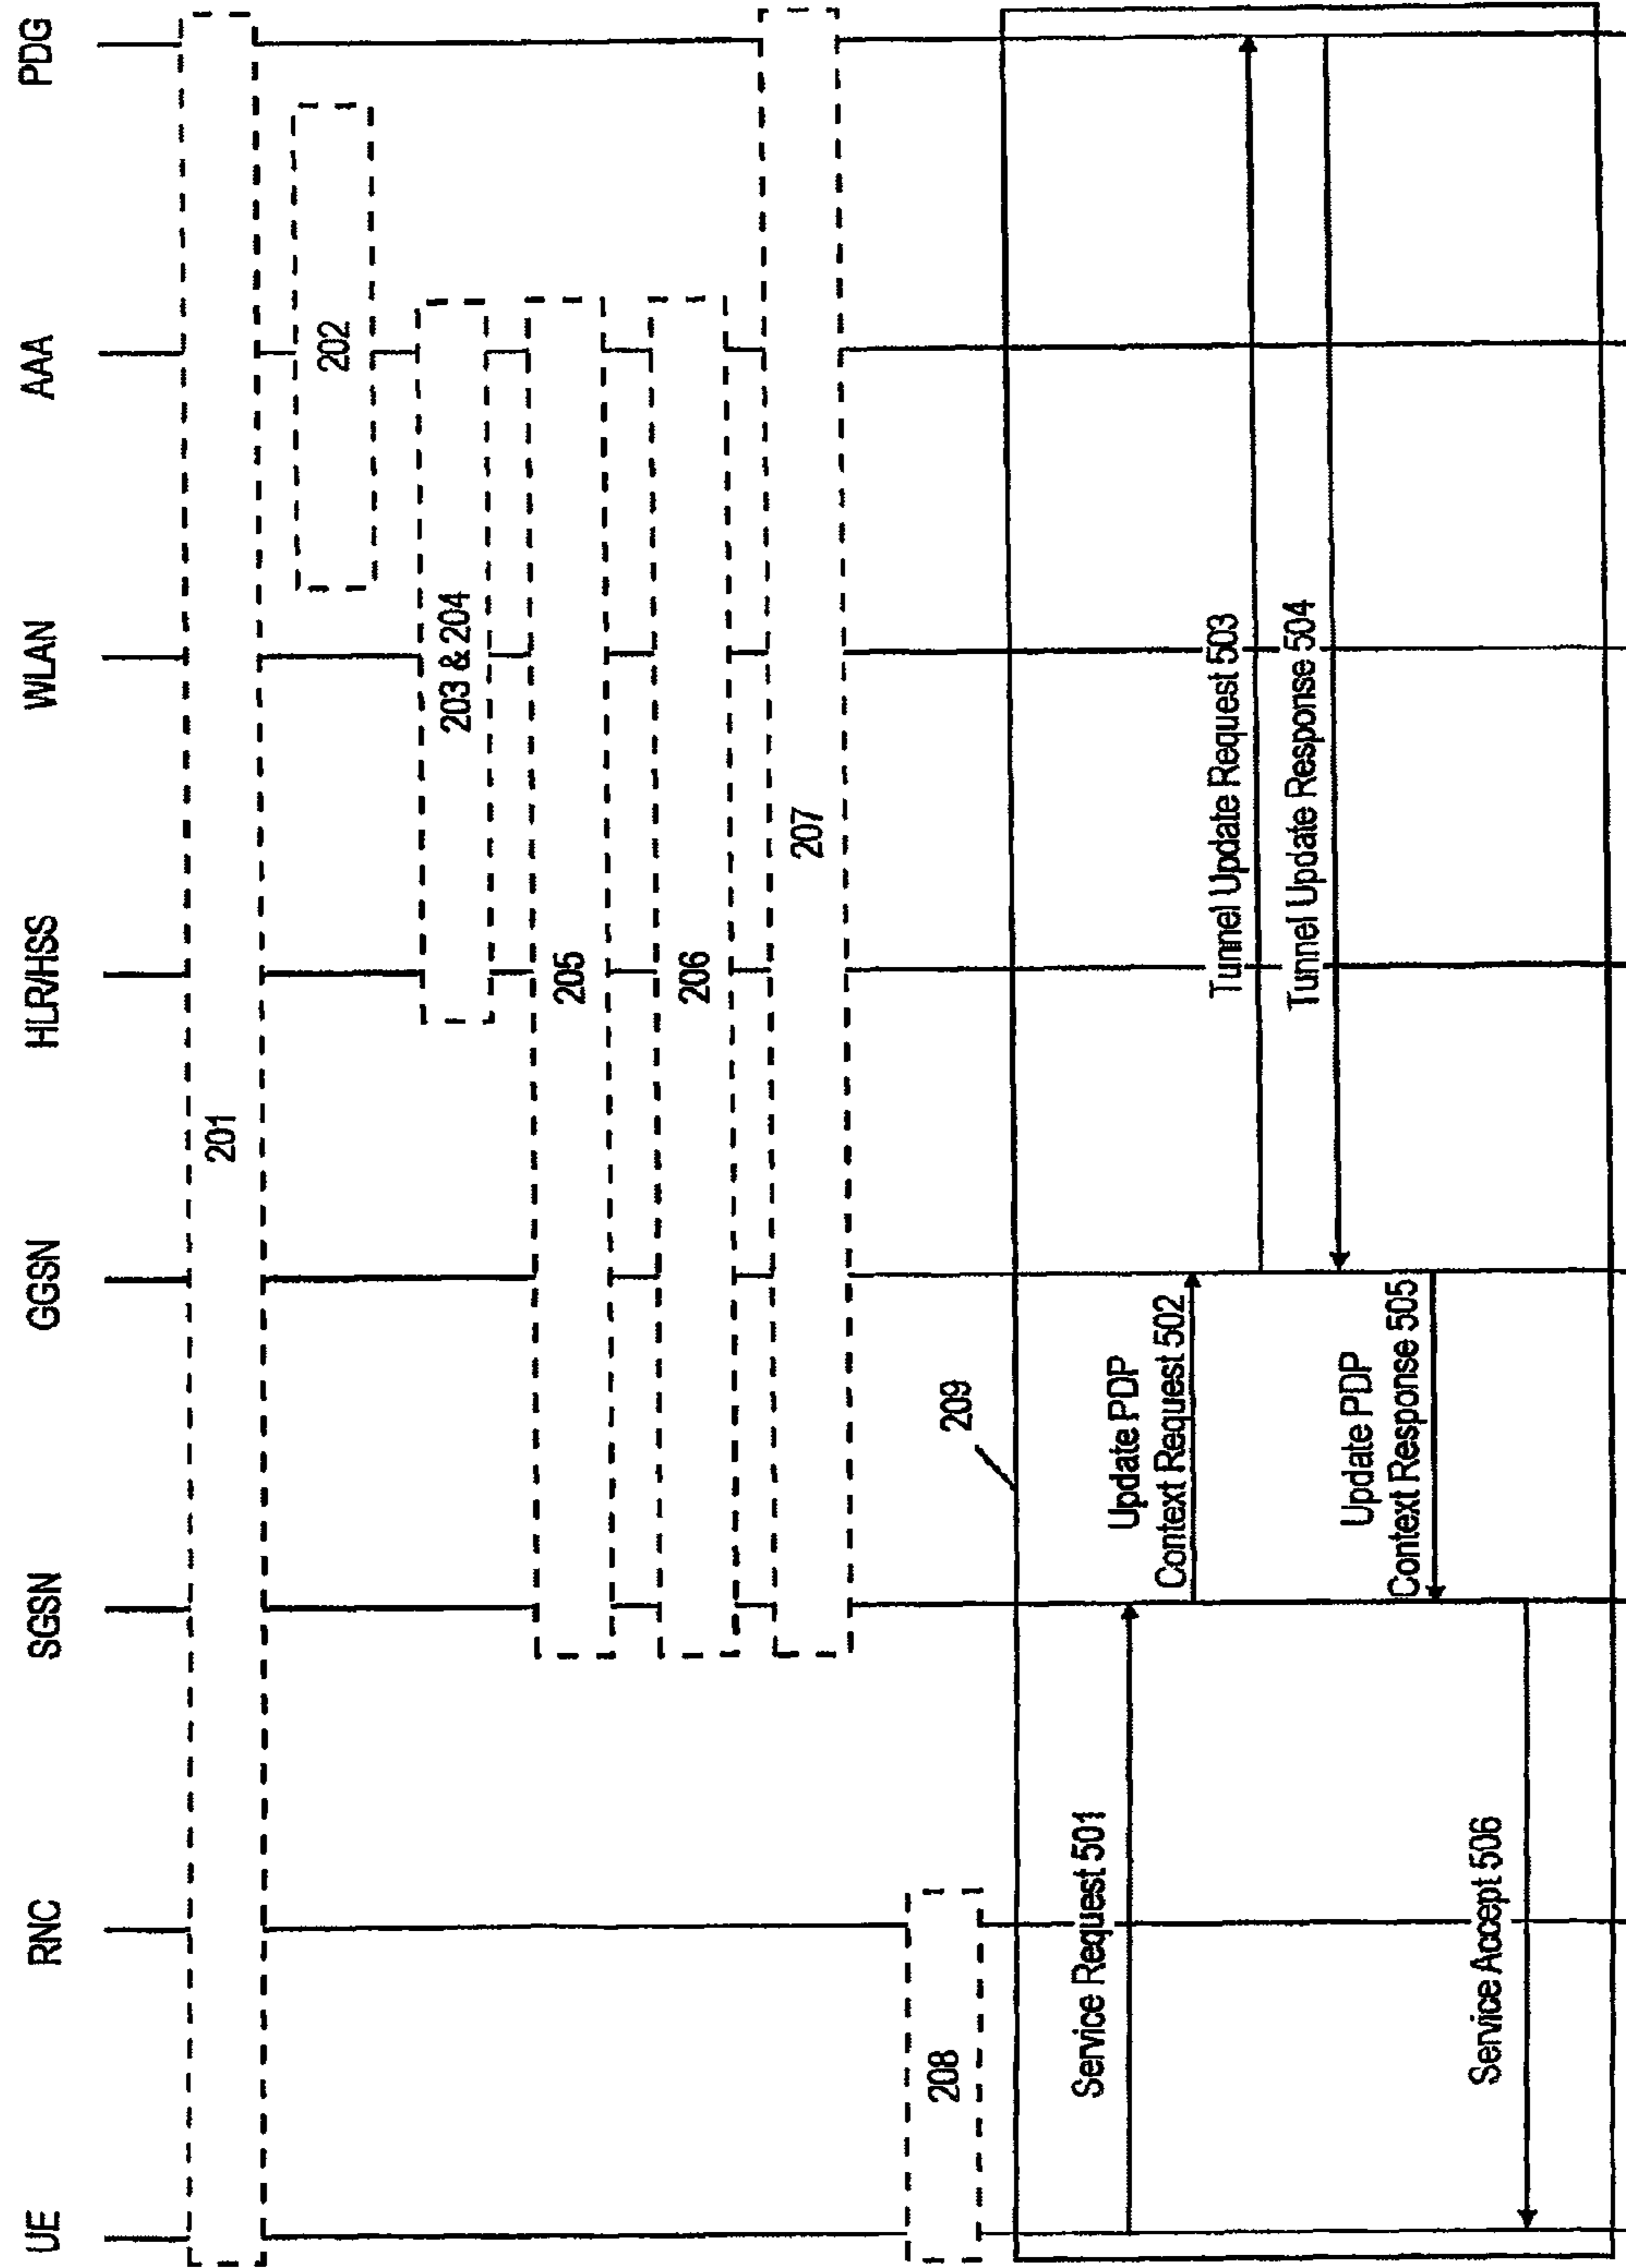 UE
RNC
SGSN
GGSN
HLR/HSS
WLAN
AAA
PDG
201
202
203 & 204
205
206
207
208
209
Service Request 501
Update PDP
Context Request 502
Tunnel Update Request 503
Tunnel Update Response 504
Update PDP
Context Response 505
Service Accept 506